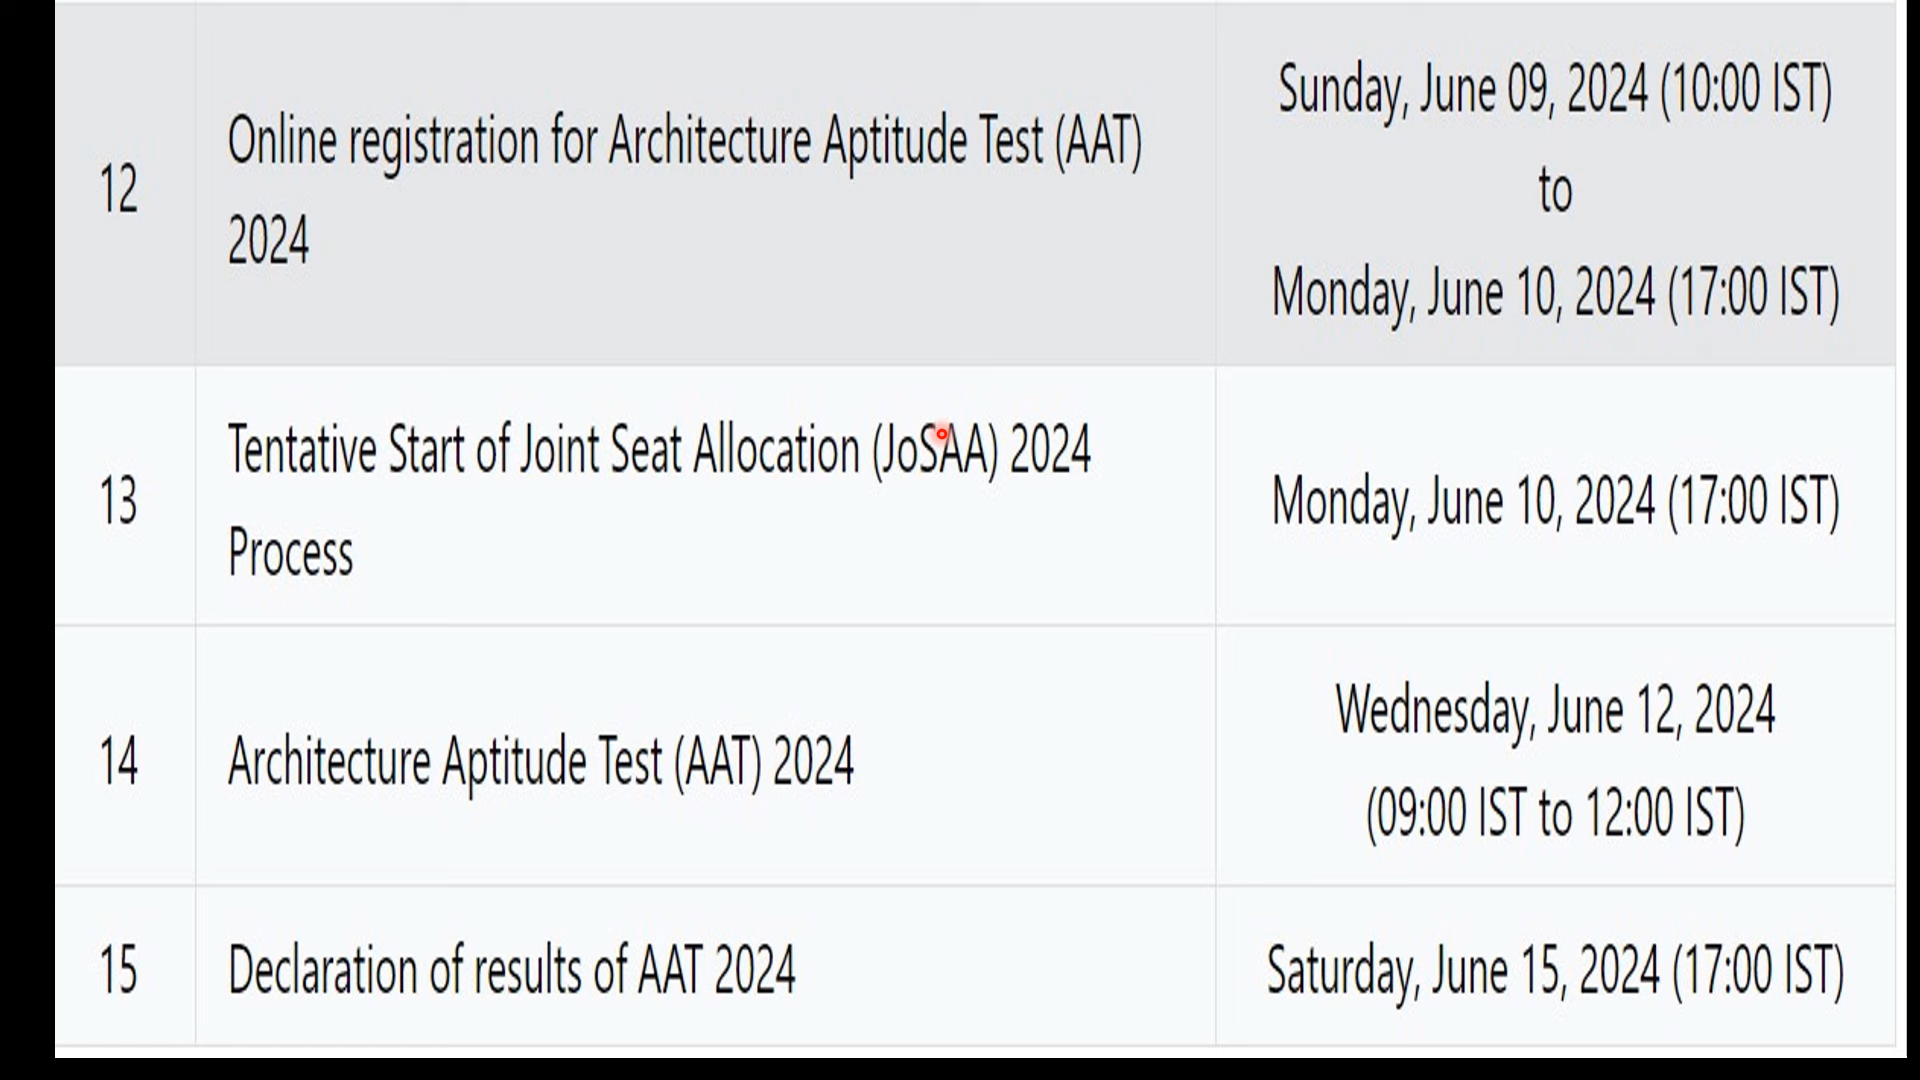 12
Online registration for Architecture Aptitude Test (AAT)
2024
Sunday, June 09, 2024 (10:00 IST)
to
Monday, June 10, 2024 (17:00 IST)
13
Tentative Start of Joint Seat Allocation (JoSAA) 2024
Process
Monday, June 10, 2024 (17:00 IST)
14
Architecture Aptitude Test (AAT) 2024
Wednesday, June 12, 2024
(09:00 IST to 12:00 IST)
15
Declaration of results of AAT 2024
Saturday, June 15, 2024 (17:00 IST)